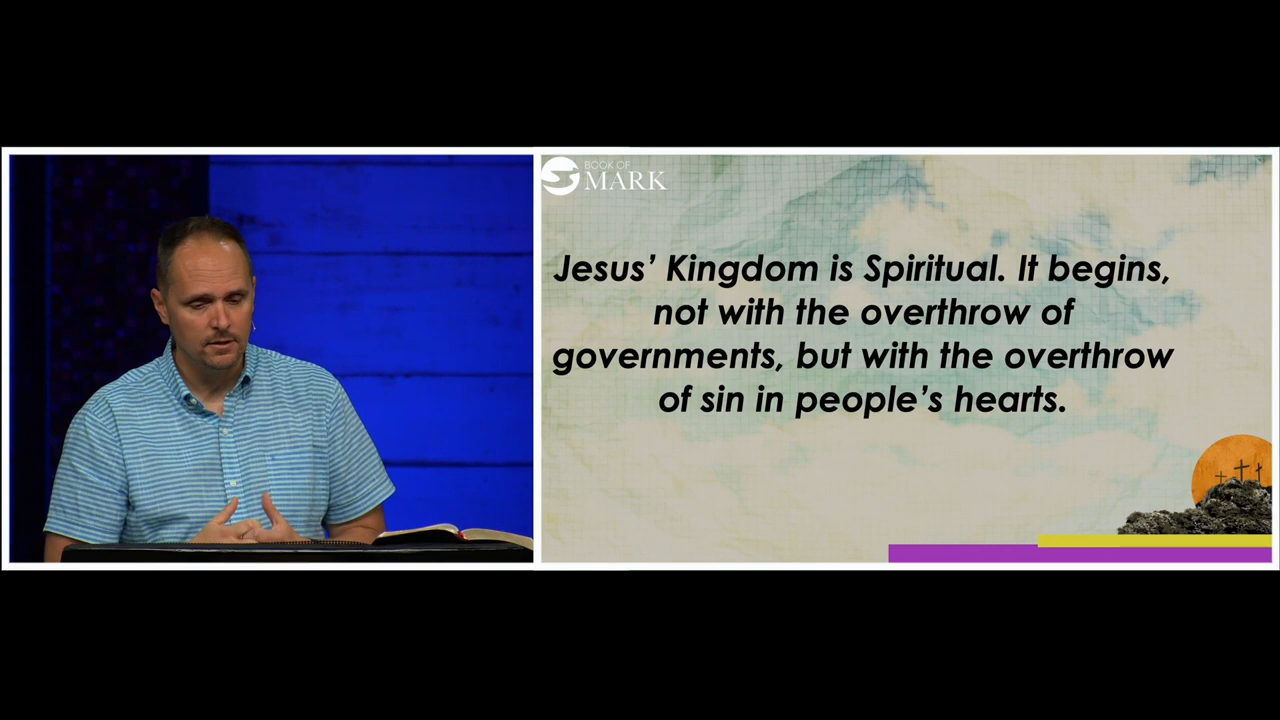 BOOK OF
MARK
Jesus’ Kingdom is Spiritual. It begins,
not with the overthrow of
governments, but with the overthrow
of sin in people’s hearts.